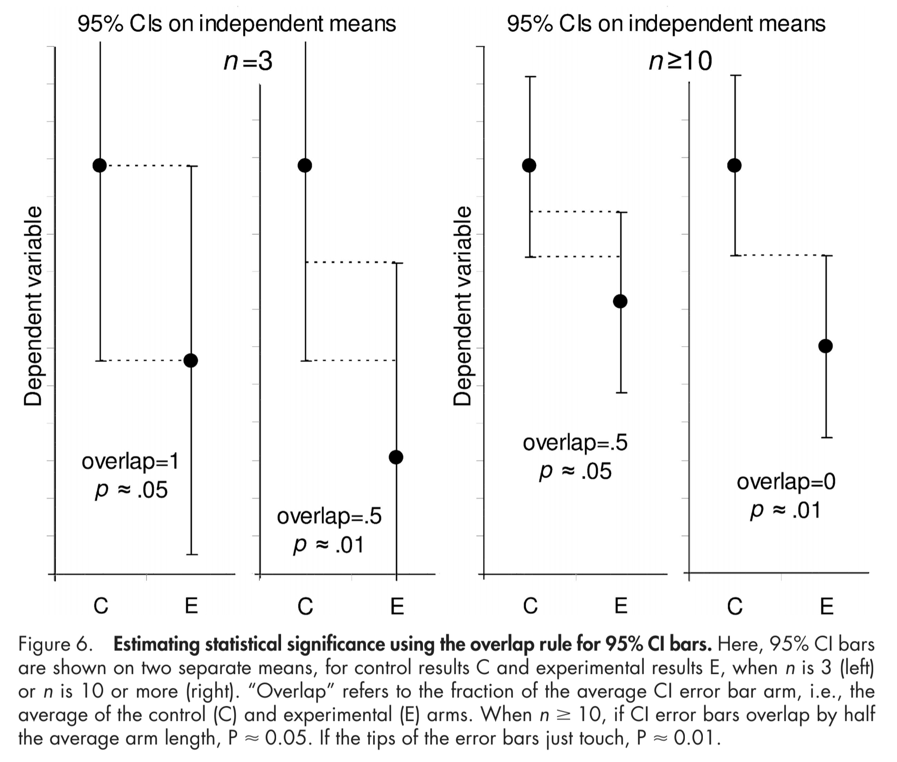 95% CIs on independent means
n=3
Dependent variable
overlap=1
p ≈ .05
overlap=.5
p ≈ .01
C
E
C
E
95% CIs on independent means
n≥10
Dependent variable
overlap=.5
p ≈ .05
overlap=0
p ≈ .01
C
E
C
E
Figure 6. Estimating statistical significance using the overlap rule for 95% CI bars. Here, 95% CI bars
are shown on two separate means, for control results C and experimental results E, when n is 3 (left)
or n is 10 or more (right). “Overlap” refers to the fraction of the average CI error bar arm, i.e., the
average of the control (C) and experimental (E) arms. When n ≥ 10, if CI error bars overlap by half
the average arm length, P ≈ 0.05. If the tips of the error bars just touch, P ≈ 0.01.